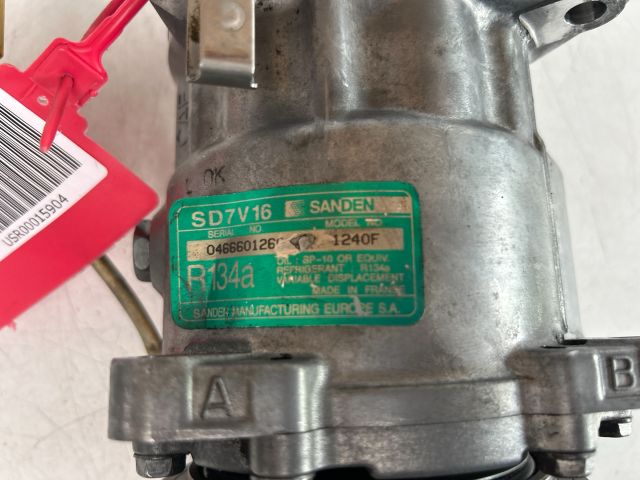 USR00015904
OK
SD7V16 SANDEN
SERIAL NO MODEL NO
1240F
R134a
OIL : SP-10 OR EQUIV.
REFRIGERANT : R134a
VARIABLE DISPLACEMENT
MADE IN FRANCE
SANDEN MANUFACTURING EUROPE S.A.
A
B